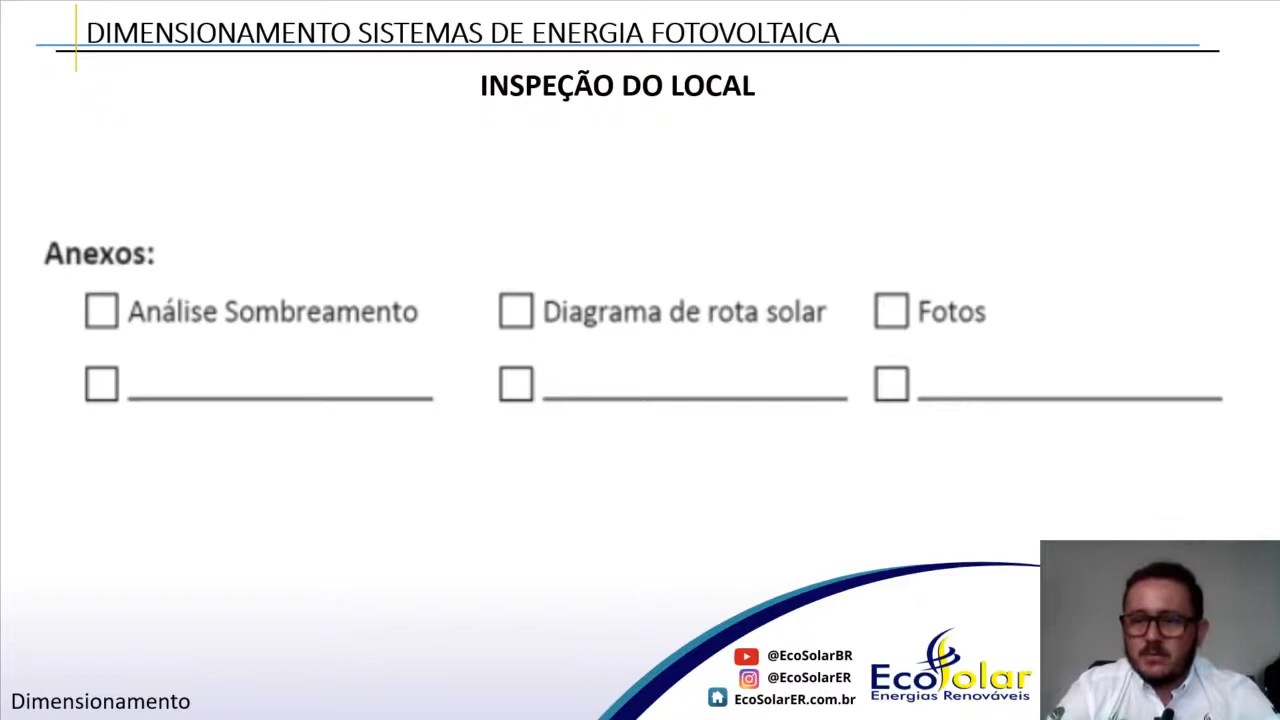 DIMENSIONAMENTO SISTEMAS DE ENERGIA FOTOVOLTAICA
INSPEÇÃO DO LOCAL
Anexos:
Análise Sombreamento Diagrama de rota solar Fotos
@EcoSolarBR
@EcoSolarER
EcoSolarER.com.br
EcoSolar
Energias Renováveis
Dimensionamento